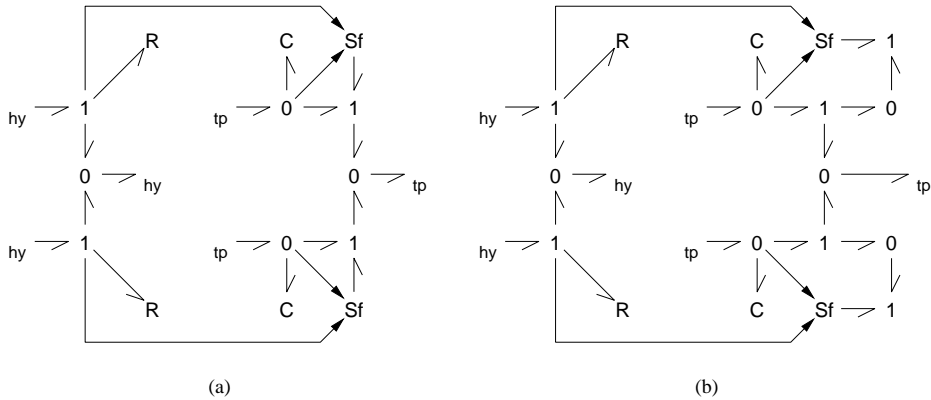 R C Sf R C Sf 1
hy 1 tp 0 1 hy 1 tp 0 1 0
0 hy 0 tp 0 hy 0 tp
hy 1 tp 0 1 hy 1 tp 0 1 0
R C Sf R C Sf 1
(a) (b)